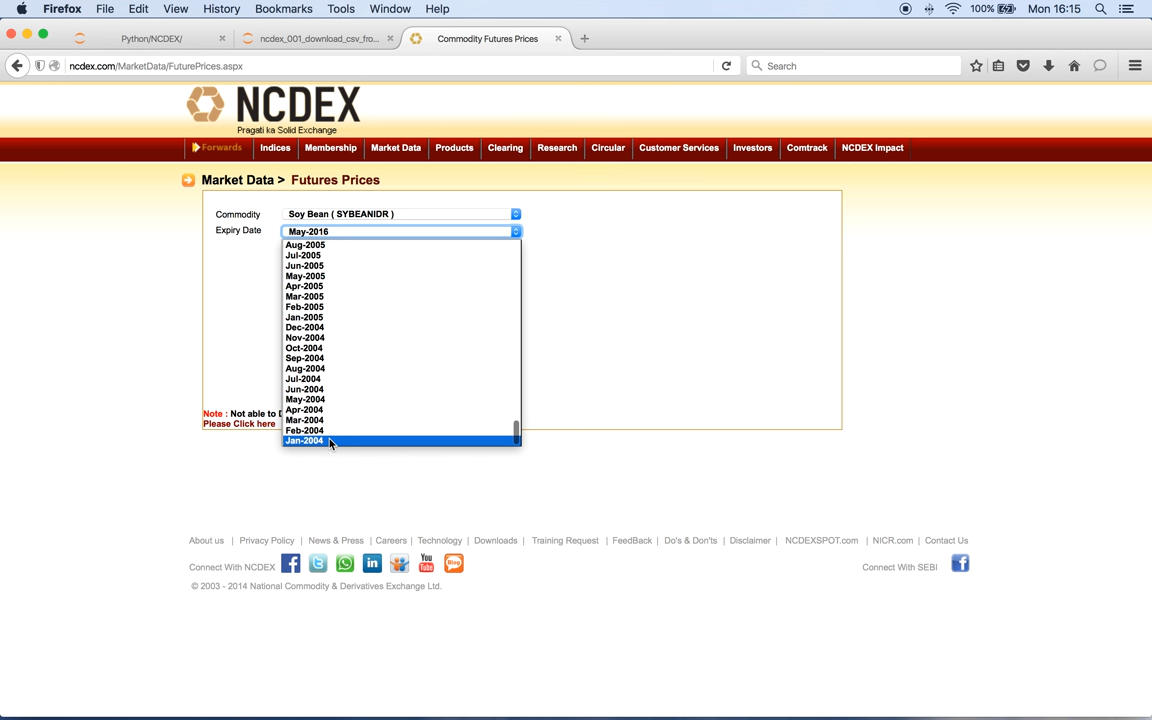 Firefox File Edit View History Bookmarks Tools Window Help 100% Mon 16:15
Python/NCDEX/ ncdex_001_download_csv_fro... Commodity Futures Prices
ncdex.com/MarketData/FuturePrices.aspx Search
NCDEX
Pragati ka Solid Exchange
Forwards Indices Membership Market Data Products Clearing Research Circular Customer Services Investors Comtrack NCDEX Impact
Market Data > Futures Prices
Commodity Soy Bean ( SYBEANIDR )
Expiry Date May-2016
Aug-2005
Jul-2005
Jun-2005
May-2005
Apr-2005
Mar-2005
Feb-2005
Jan-2005
Dec-2004
Nov-2004
Oct-2004
Sep-2004
Aug-2004
Jul-2004
Jun-2004
May-2004
Apr-2004
Mar-2004
Feb-2004
Jan-2004
Note : Not able to
Please Click here
About us | Privacy Policy | News & Press | Careers | Technology | Downloads | Training Request | FeedBack | Do's & Don'ts | Disclaimer | NCDEXSPOT.com | NICR.com | Contact Us
Connect With NCDEX You Tube Blog Connect With SEBI
© 2003 - 2014 National Commodity & Derivatives Exchange Ltd.